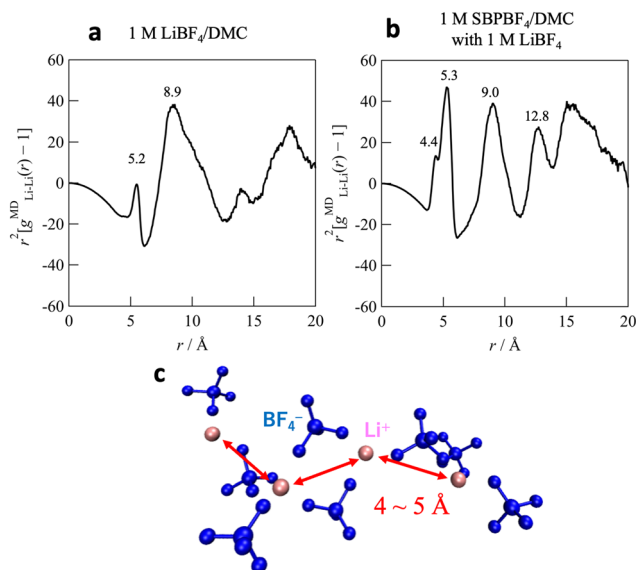 a
1 M LiBF₄/DMC
60
40
20
0
-20
-40
-60
r²[g^MD_Li-Li(r) − 1]
5.2
8.9
0
5
10
15
20
r / Å
b
1 M SBPBF₄/DMC
with 1 M LiBF₄
60
40
20
0
-20
-40
-60
r²[g^MD_Li-Li(r) − 1]
4.4
5.3
9.0
12.8
0
5
10
15
20
r / Å
c
BF₄⁻
Li⁺
4 ~ 5 Å